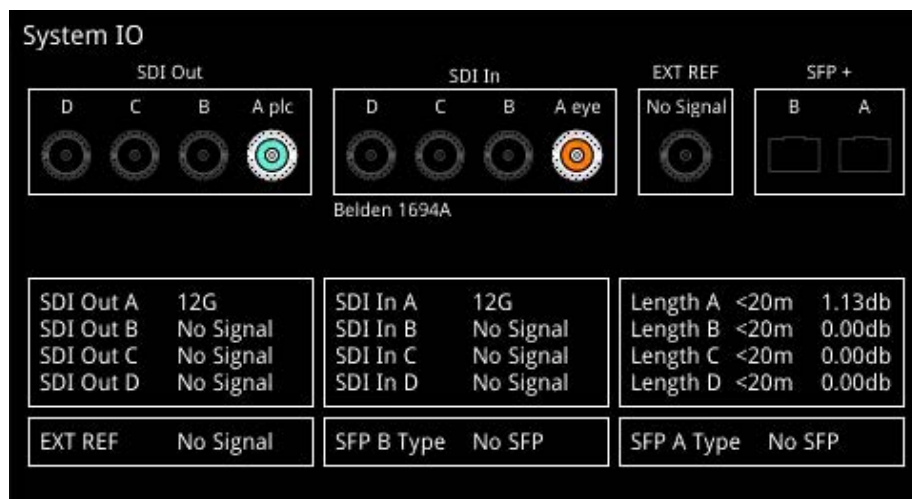 System IO
SDI Out SDI In EXT REF SFP +
D C B A plc D C B A eye No Signal B A
Belden 1694A
SDI Out A 12G SDI In A 12G Length A <20m 1.13db
SDI Out B No Signal SDI In B No Signal Length B <20m 0.00db
SDI Out C No Signal SDI In C No Signal Length C <20m 0.00db
SDI Out D No Signal SDI In D No Signal Length D <20m 0.00db
EXT REF No Signal SFP B Type No SFP SFP A Type No SFP